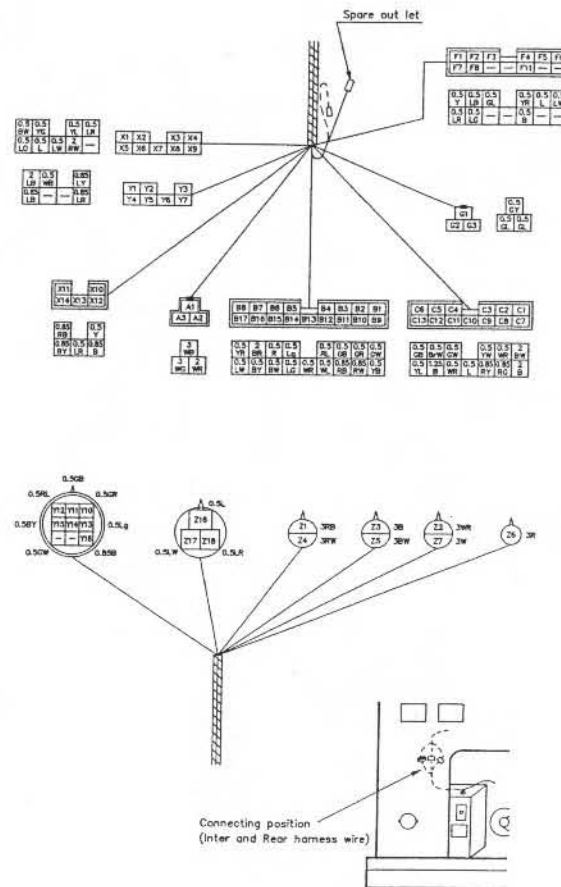 Spare out let
F1 F2 F3 F4 F5
F7 F8 — — F11 — —
0.5 Y 0.5 LB 0.5 GL 0.5 YR 0.5 L 0.5
0.5 LR 0.5 LG — — 0.5 B — —
0.5 BW 0.5 YG 0.5 YL 0.5 LR
0.5 LG 0.5 L 0.5 LW 2 RW —
X1 X2 X3 X4
X5 X6 X7 X8 X9
2 LB 0.5 WB 0.85 LY
0.85 LB — — 0.85 LR
Y1 Y2 Y3
Y4 Y5 Y6 Y7
G1
G2 G3
0.5 GY
0.5 GL 0.5 GL
X11 X10
X14 X13 X12
0.85 RB 0.5 Y
0.85 BY 0.5 LR 0.85 B
A1
A3 A2
3 WB
3 WG 2 WR
B8 B7 B6 B5 B4 B3 B2 B1
B17 B16 B15 B14 B13 B12 B11 B10 B9
0.5 YR 2 BR 0.5 R 0.5 Lg 0.5 RL 0.5 GB 0.5 GR 0.5 GW
0.5 LW 0.5 BY 0.5 BW 0.5 LG 0.5 WR 0.5 WL 0.85 RB 0.85 RW 0.5 YB
C6 C5 C4 C3 C2 C1
C13 C12 C11 C10 C9 C8 C7
0.5 GB 0.5 BrW 0.5 GW 0.5 YW 0.5 WR 2 BW
0.5 YL 1.25 B 0.5 WR 0.5 L 0.85 RY 0.85 RG 2 B
0.5GB
0.5RL 0.5GR
Y12 Y11 Y10
0.5BY Y15 Y14 Y13 0.5Lg
— — Y16
0.5GW 0.85B
0.5L
Z16
Z17 Z18
0.5LW 0.5LR
Z1 3RB
Z4 3RW
Z3 3B
Z5 3BW
Z2 3WR
Z7 3W
Z6 3R
Connecting position
(Inter and Rear harness wire)